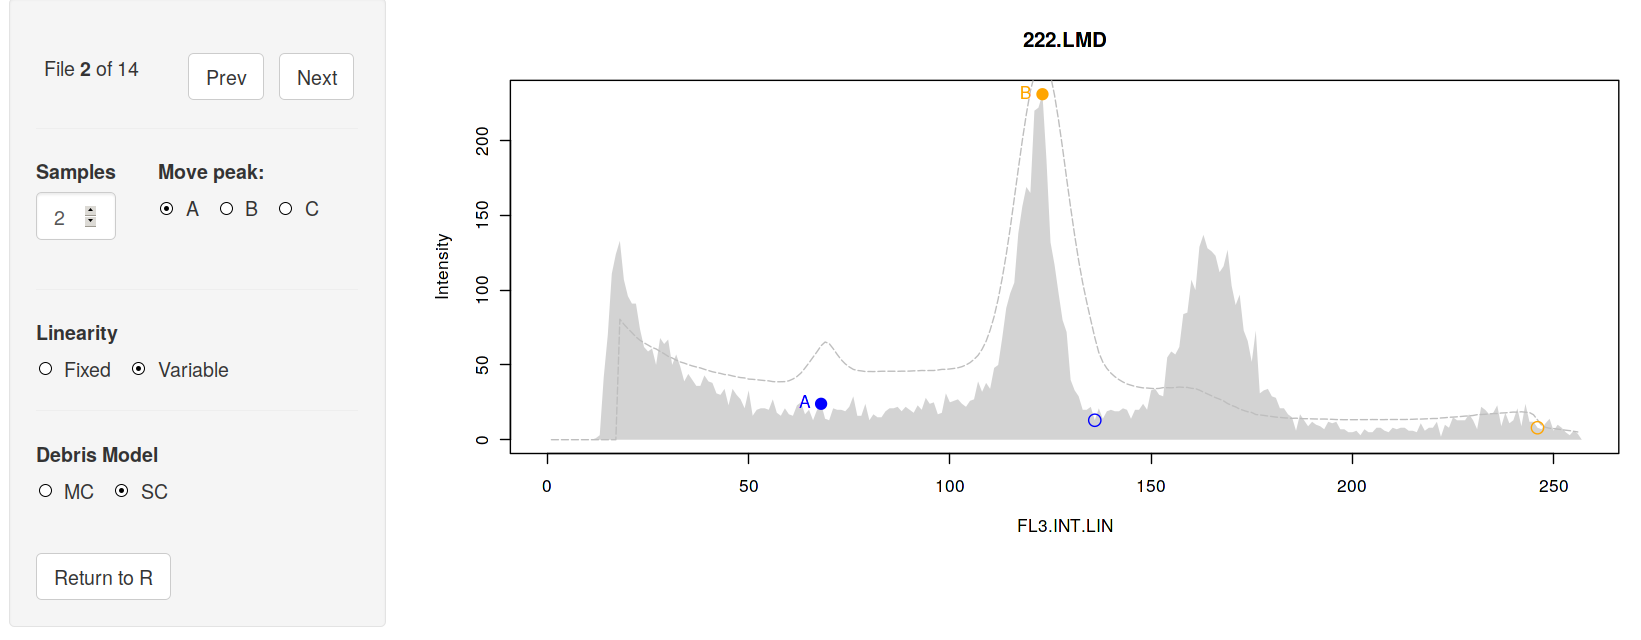 File 2 of 14
Prev
Next
Samples
2
Move peak:
A B C
Linearity
Fixed Variable
Debris Model
MC SC
Return to R
222.LMD
Intensity
200
150
100
50
0
B
A
0 50 100 150 200 250
FL3.INT.LIN